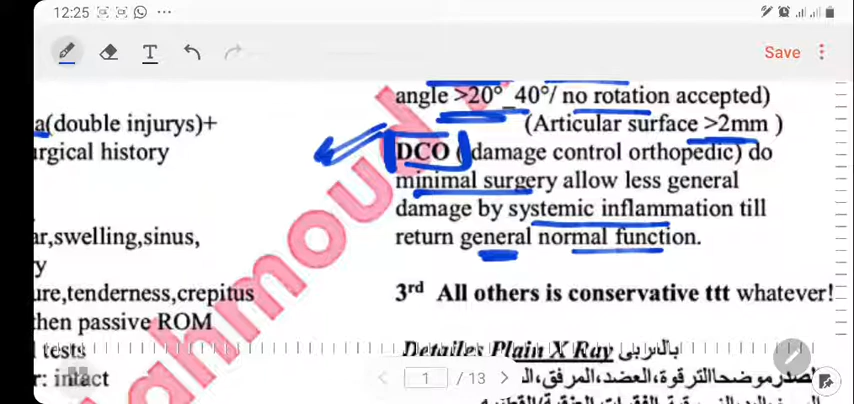 12:25
Save
angle >20°_40°/ no rotation accepted)
a(double injurys)+
(Articular surface >2mm )
urgical history
DCO ( damage control orthopedic) do
minimal surgery allow less general
damage by systemic inflammation till
ar,swelling,sinus,
return general normal function.
ry
ure,tenderness,crepitus
3rd All others is conservative ttt whatever!
then passive ROM
tests
Detailes Plain X Ray
r: intact
1 / 13
ahmoud